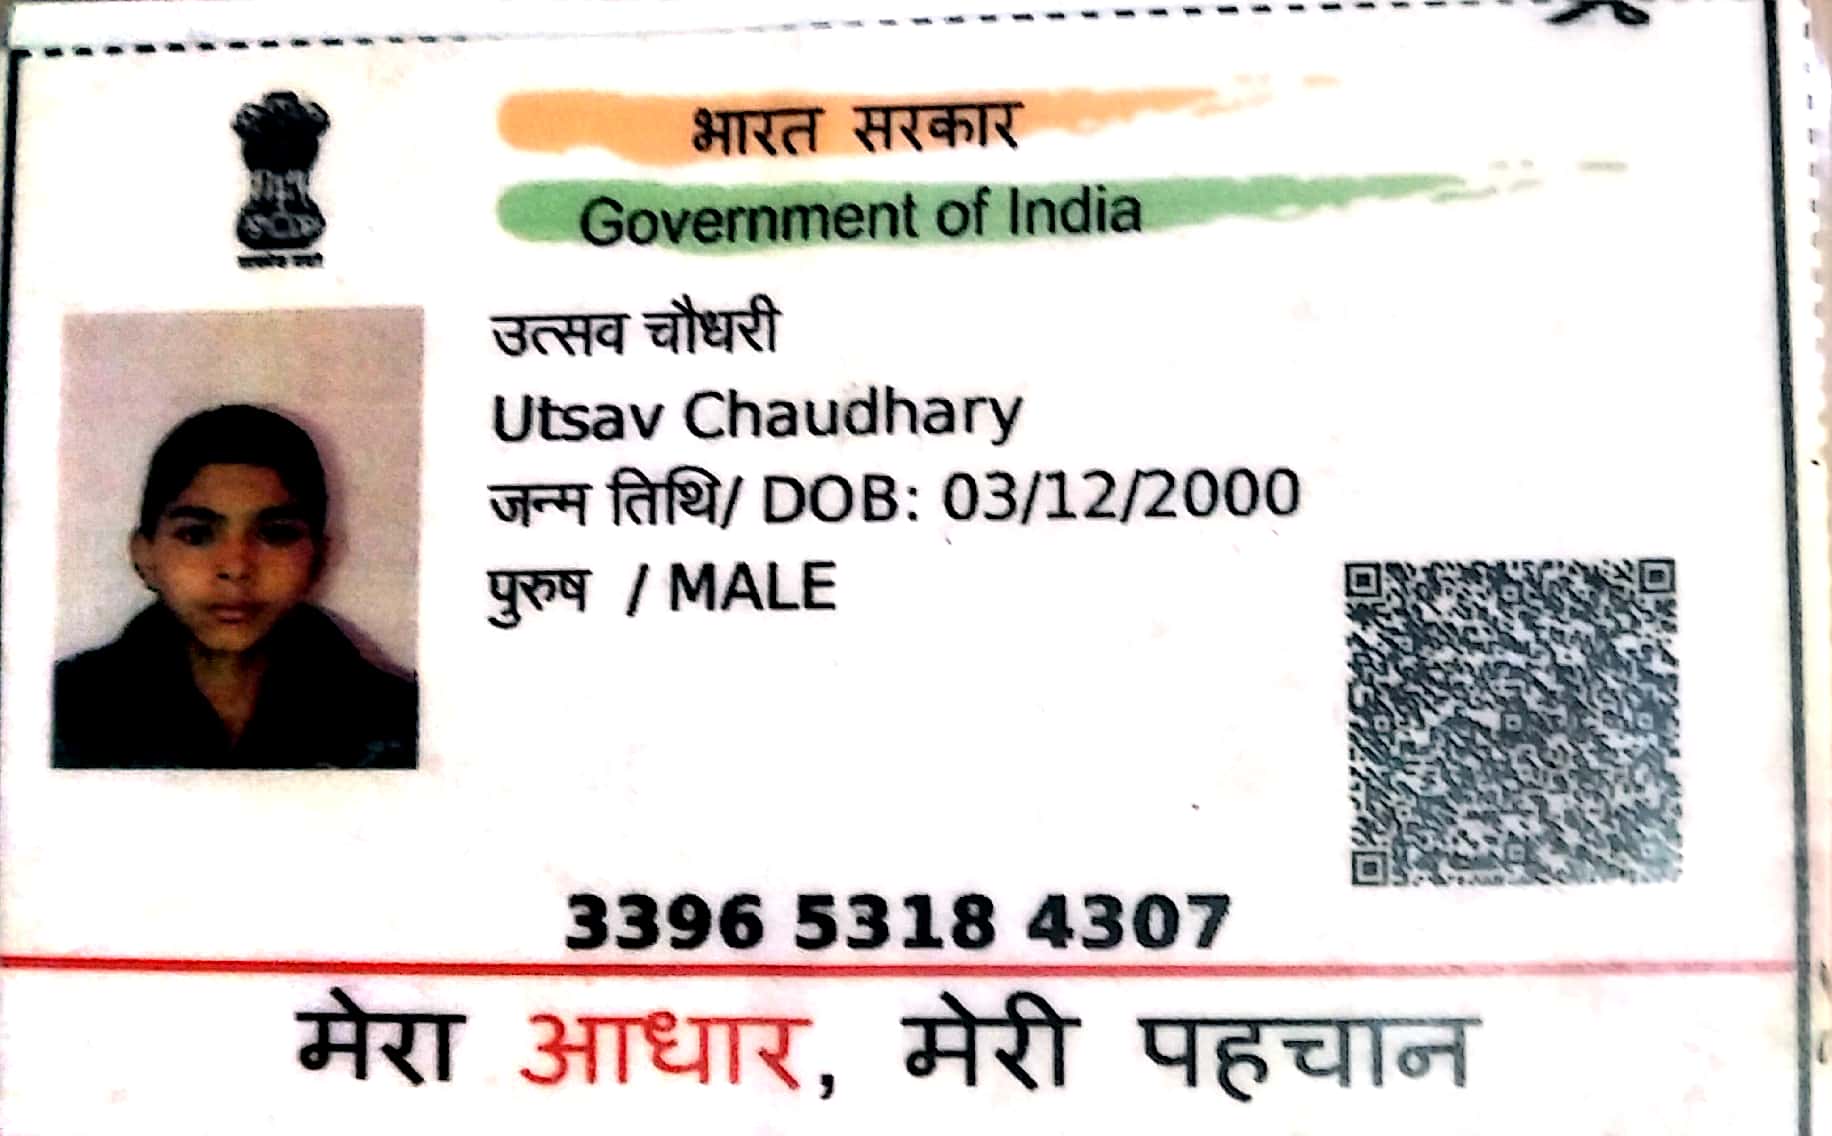 भारत सरकार
Government of India
उत्सव चौधरी
Utsav Chaudhary
जन्म तिथि/ DOB: 03/12/2000
पुरुष / MALE
3396 5318 4307
मेरा आधार, मेरी पहचान